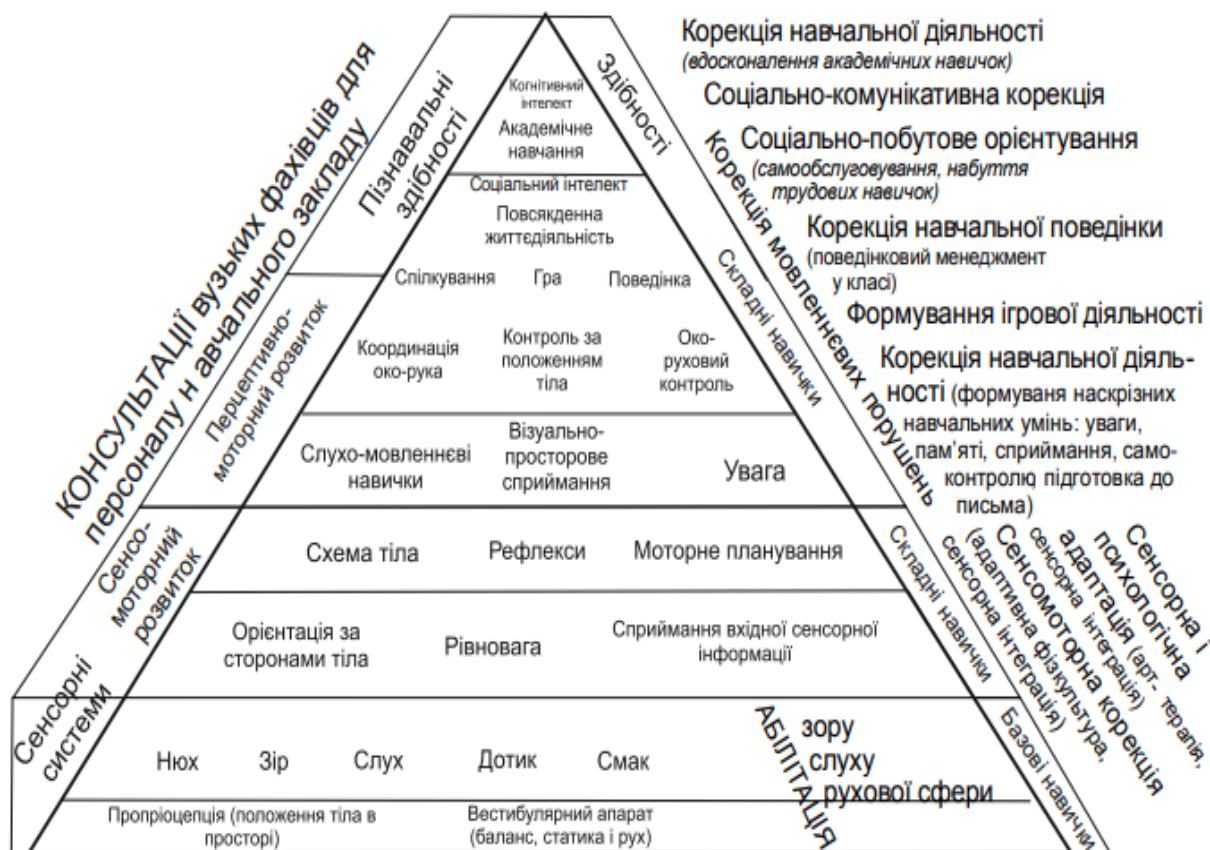 КОНСУЛЬТАЦІЇ вузьких фахівців для
персоналу н авчального закладу
Пізнавальні
здібності
Перцептивно-
моторний розвиток
Сенсо-
моторний
розвиток
Сенсорні
системи
Когнітивний
інтелект
Академічне
навчання
Соціальний інтелект
Повсякденна
життєдіяльність
Спілкування
Гра
Поведінка
Координація
око-рука
Контроль за
положенням
тіла
Око-
руховий
контроль
Слухо-мовленнєві
навички
Візуально-
просторове
сприймання
Увага
Схема тіла
Рефлекси
Моторне планування
Орієнтація за
сторонами тіла
Рівновага
Сприймання вхідної сенсорної
інформації
Нюх
Зір
Слух
Дотик
Смак
Пропріоцепція (положення тіла в
просторі)
Вестибулярний апарат
(баланс, статика і рух)
АБІЛІТАЦІЯ
зору
слуху
рухової сфери
Здібності
Складні навички
Складні навички
Базові навички
Корекція мовленнєвих порушень
Корекція навчальної діяльності
(вдосконалення академічних навичок)
Соціально-комунікативна корекція
Соціально-побутове орієнтування
(самообслуговування, набуття
трудових навичок)
Корекція навчальної поведінки
(поведінковий менеджмент
у класі)
Формування ігрової діяльності
Корекція навчальної діяль-
ності (формуваня наскрізних
навчальних умінь: уваги,
пам’яті, сприймання, само-
контролю підготовка до
письма)
Сенсорна і
психологічна
адаптація (арт- терапія,
сенсорна інтеграція)
Сенсомоторна корекція
(адаптивна фізкультура,
сенсорна інтеграція)